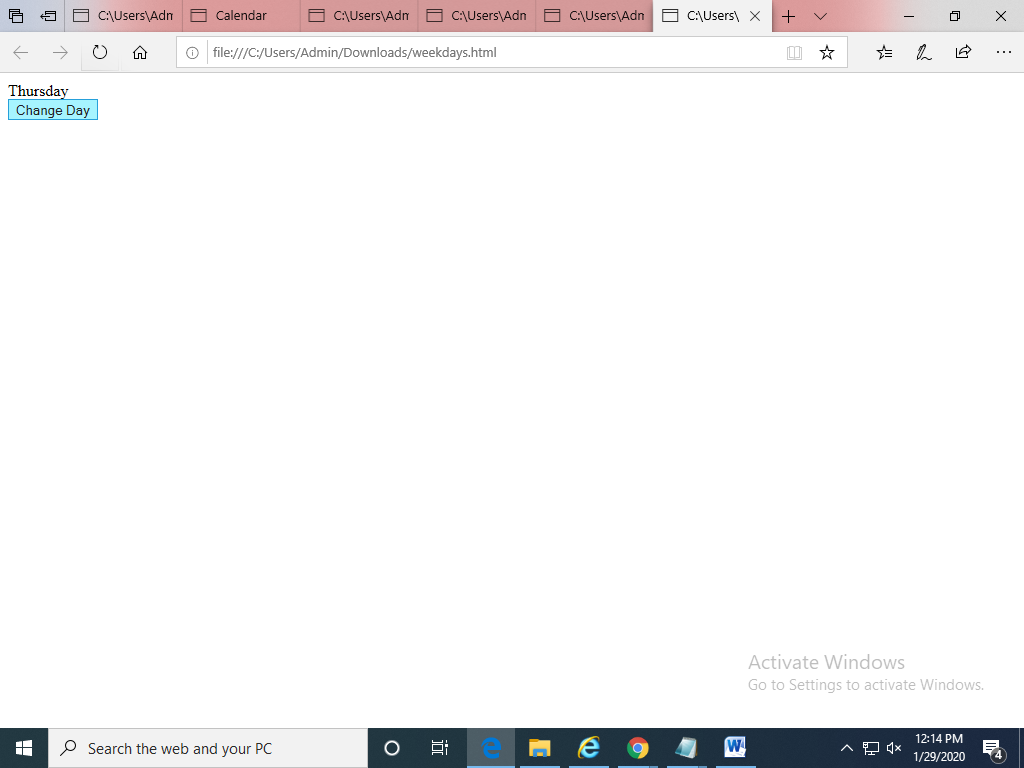 C:\Users\Adm
Calendar
C:\Users\Adm
C:\Users\Adn
C:\Users\Adn
C:\Users\
file:///C:/Users/Admin/Downloads/weekdays.html
Thursday
Change Day
Activate Windows
Go to Settings to activate Windows.
Search the web and your PC
12:14 PM
1/29/2020
4